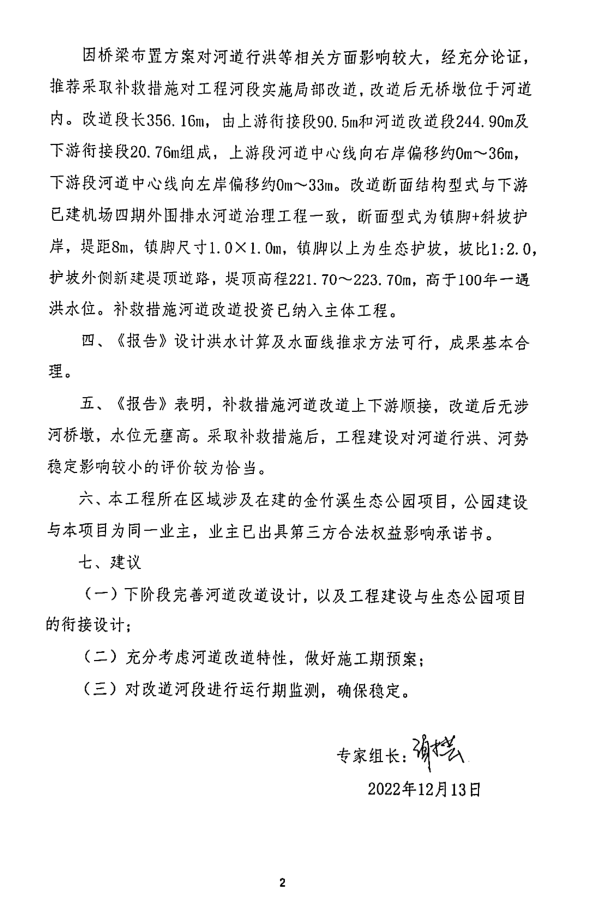 因桥梁布置方案对河道行洪等相关方面影响较大，经充分论证，
推荐采取补救措施对工程河段实施局部改道，改道后无桥墩位于河道
内。改道段长356.16m，由上游衔接段90.5m和河道改道段244.90m及
下游衔接段20.76m组成，上游段河道中心线向右岸偏移约0m～36m，
下游段河道中心线向左岸偏移约0m～33m。改道断面结构型式与下游
已建机场四期外围排水河道治理工程一致，断面型式为镇脚+斜坡护
岸，堤距8m，镇脚尺寸1.0×1.0m，镇脚以上为生态护坡，坡比1:2.0，
护坡外侧新建堤顶道路，堤顶高程221.70～223.70m，高于100年一遇
洪水位。补救措施河道改道投资已纳入主体工程。
四、《报告》设计洪水计算及水面线推求方法可行，成果基本合
理。
五、《报告》表明，补救措施河道改道上下游顺接，改道后无涉
河桥墩，水位无壅高。采取补救措施后，工程建设对河道行洪、河势
稳定影响较小的评价较为恰当。
六、本工程所在区域涉及在建的金竹溪生态公园项目，公园建设
与本项目为同一业主，业主已出具第三方合法权益影响承诺书。
七、建议
（一）下阶段完善河道改道设计，以及工程建设与生态公园项目
的衔接设计；
（二）充分考虑河道改道特性，做好施工期预案；
（三）对改道河段进行运行期监测，确保稳定。
专家组长：
2022年12月13日
2